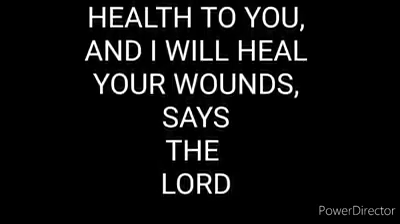 HEALTH TO YOU,
AND I WILL HEAL
YOUR WOUNDS,
SAYS
THE
LORD
PowerDirector